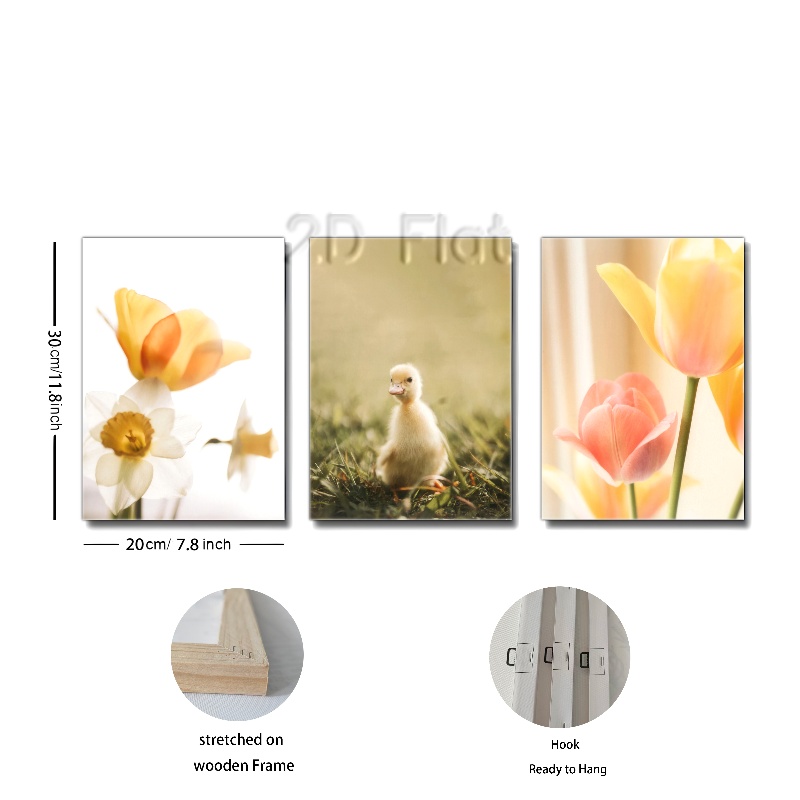 2D Flat
30cm/11.8inch
20cm/ 7.8 inch
stretched on
wooden Frame
Hook
Ready to Hang